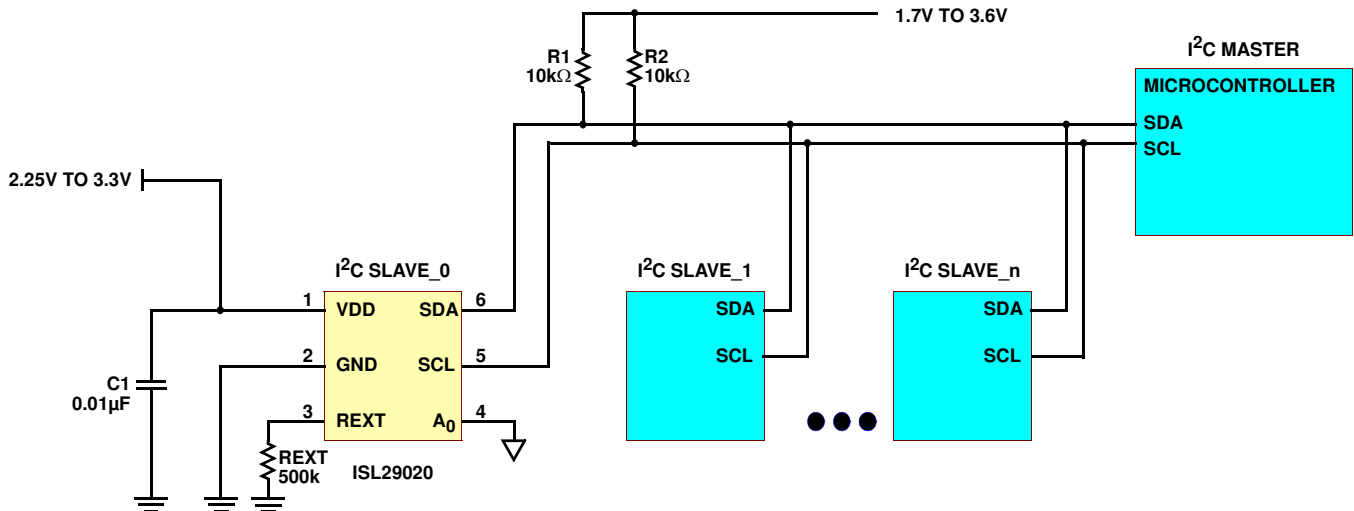 1.7V TO 3.6V
R1
10kΩ
R2
10kΩ
I²C MASTER
MICROCONTROLLER
SDA
SCL
2.25V TO 3.3V
I²C SLAVE_0
1
VDD
SDA
6
2
GND
SCL
5
3
REXT
A₀
4
C1
0.01µF
REXT
500k
ISL29020
I²C SLAVE_1
SDA
SCL
I²C SLAVE_n
SDA
SCL